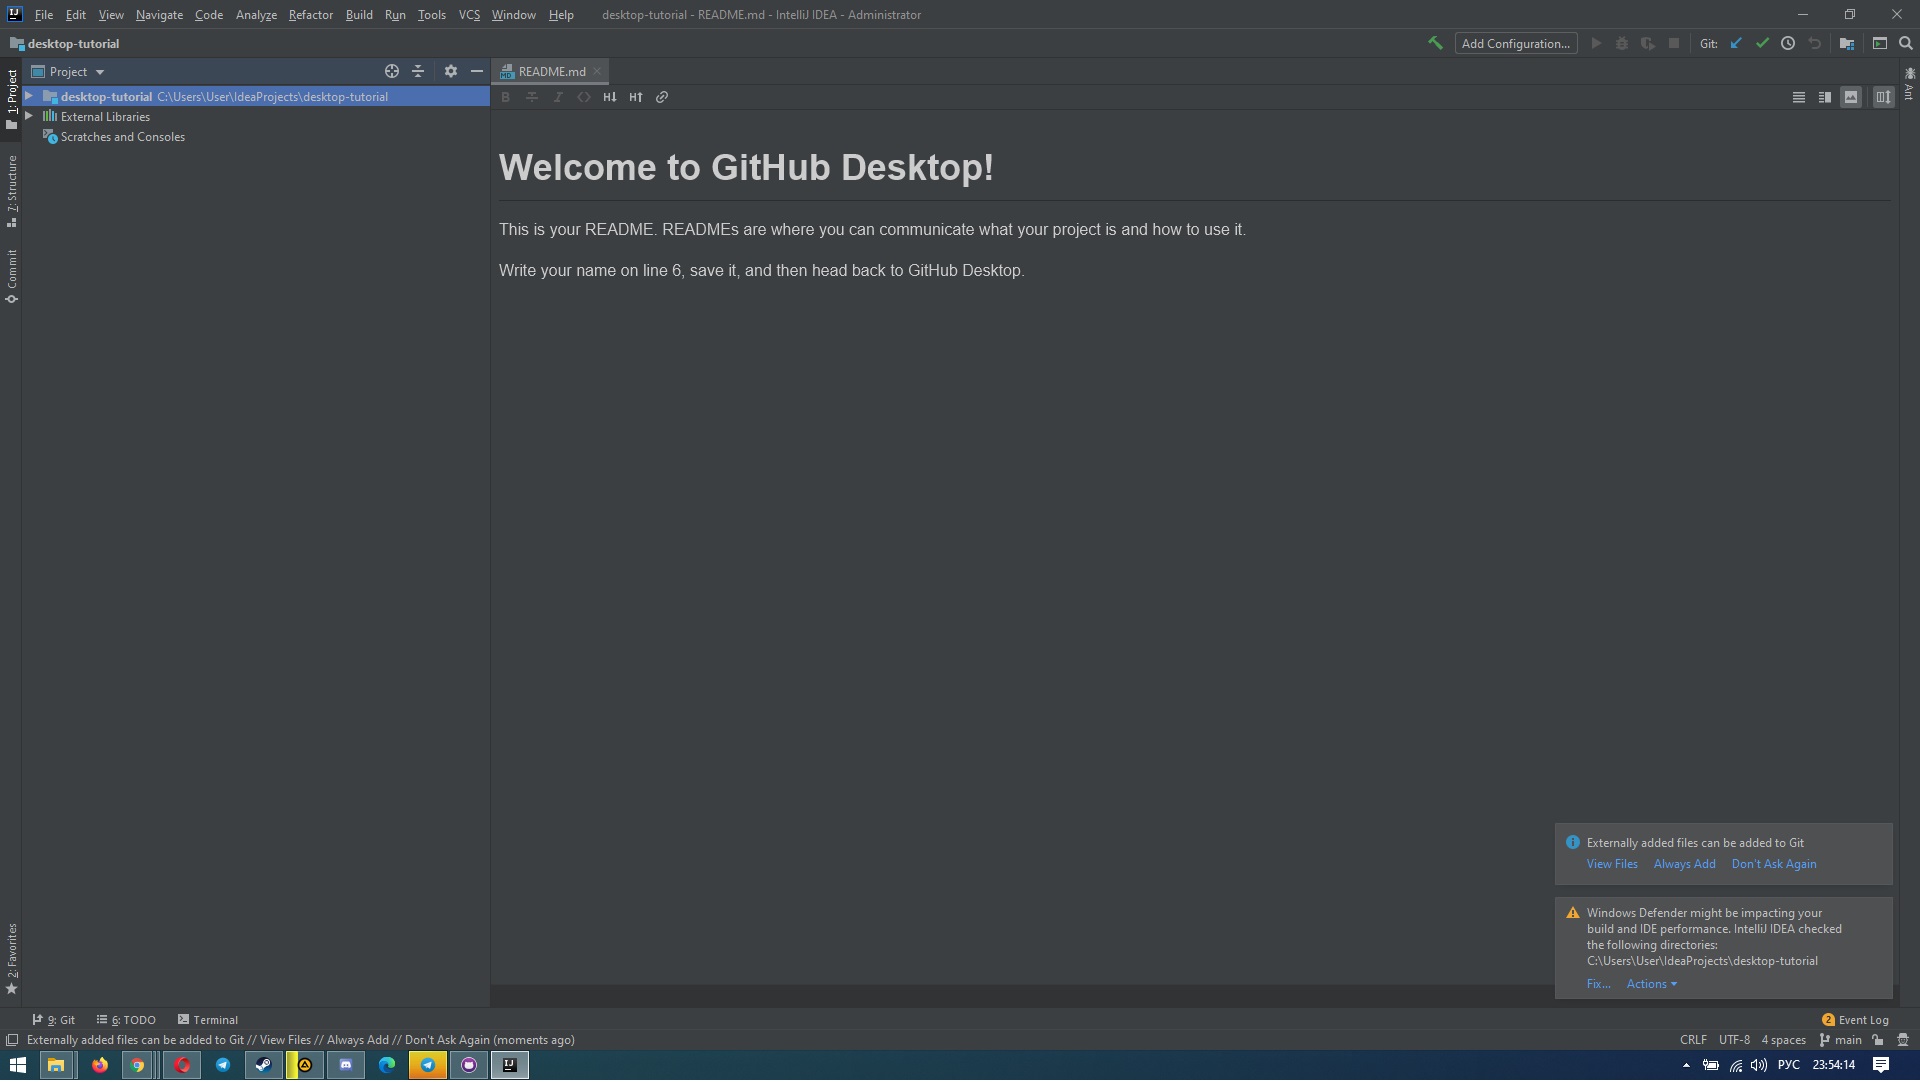 File Edit View Navigate Code Analyze Refactor Build Run Tools VCS Window Help desktop-tutorial - README.md - IntelliJ IDEA - Administrator
desktop-tutorial Add Configuration... Git:
1: Project
Project README.md
desktop-tutorial C:\Users\User\IdeaProjects\desktop-tutorial
External Libraries
Scratches and Consoles
Ant
7: Structure
Commit
Welcome to GitHub Desktop!
This is your README. READMEs are where you can communicate what your project is and how to use it.
Write your name on line 6, save it, and then head back to GitHub Desktop.
Externally added files can be added to Git
View Files Always Add Don't Ask Again
Windows Defender might be impacting your
build and IDE performance. IntelliJ IDEA checked
the following directories:
C:\Users\User\IdeaProjects\desktop-tutorial
Fix... Actions
2: Favorites
9: Git 6: TODO Terminal 2 Event Log
Externally added files can be added to Git // View Files // Always Add // Don't Ask Again (moments ago) CRLF UTF-8 4 spaces main
РУС 23:54:14